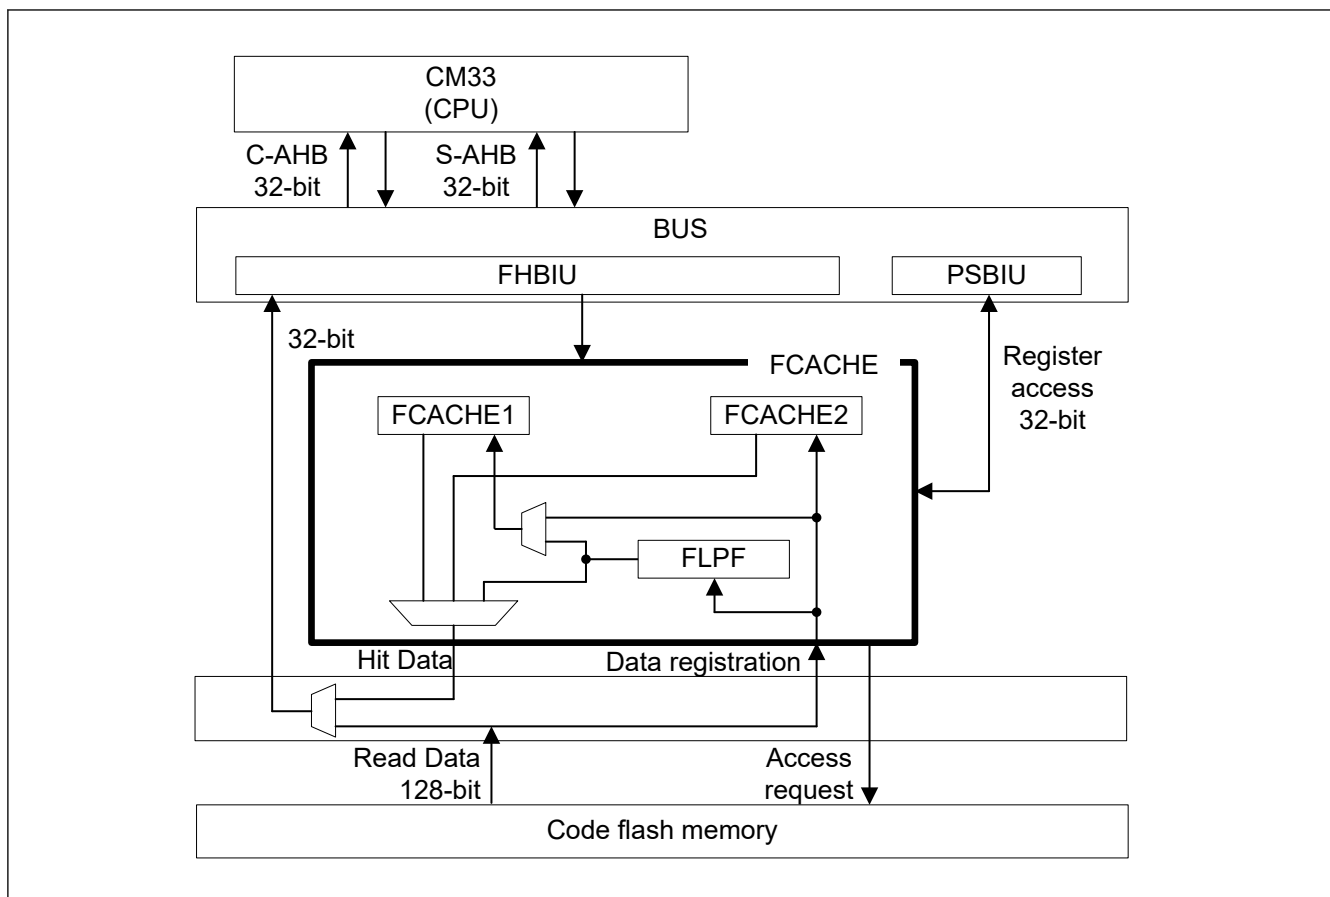 CM33
(CPU)
C-AHB
32-bit
S-AHB
32-bit
BUS
FHBIU
PSBIU
32-bit
FCACHE
Register
access
32-bit
FCACHE1
FCACHE2
FLPF
Hit Data
Data registration
Read Data
128-bit
Access
request
Code flash memory